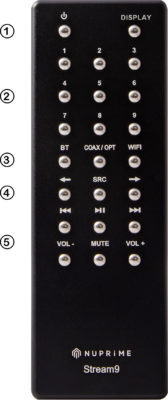 ① DISPLAY
1 2 3
② 4 5 6
7 8 9
③ BT COAX/OPT WIFI
④ SRC
⑤ VOL - MUTE VOL +
NUPRiME
Stream9